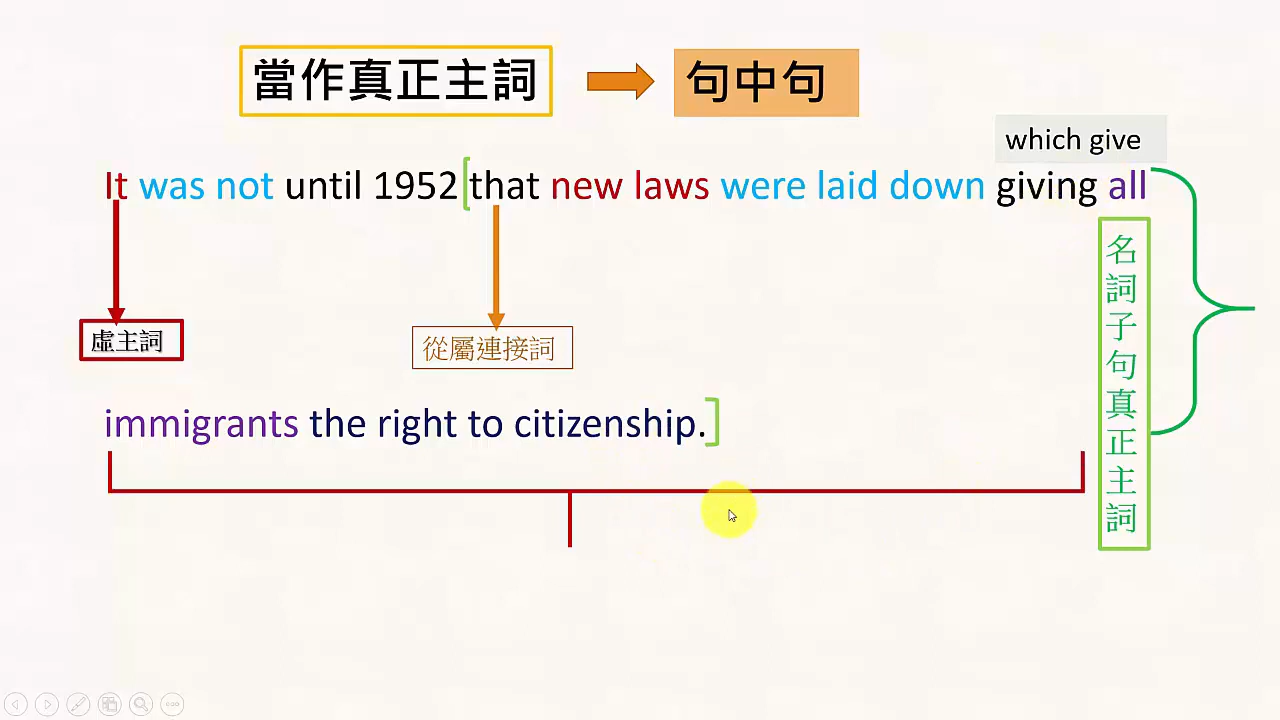 當作真正主詞
句中句
which give
It was not until 1952 that new laws were laid down giving all
虛主詞
從屬連接詞
名詞子句真正主詞
immigrants the right to citizenship.